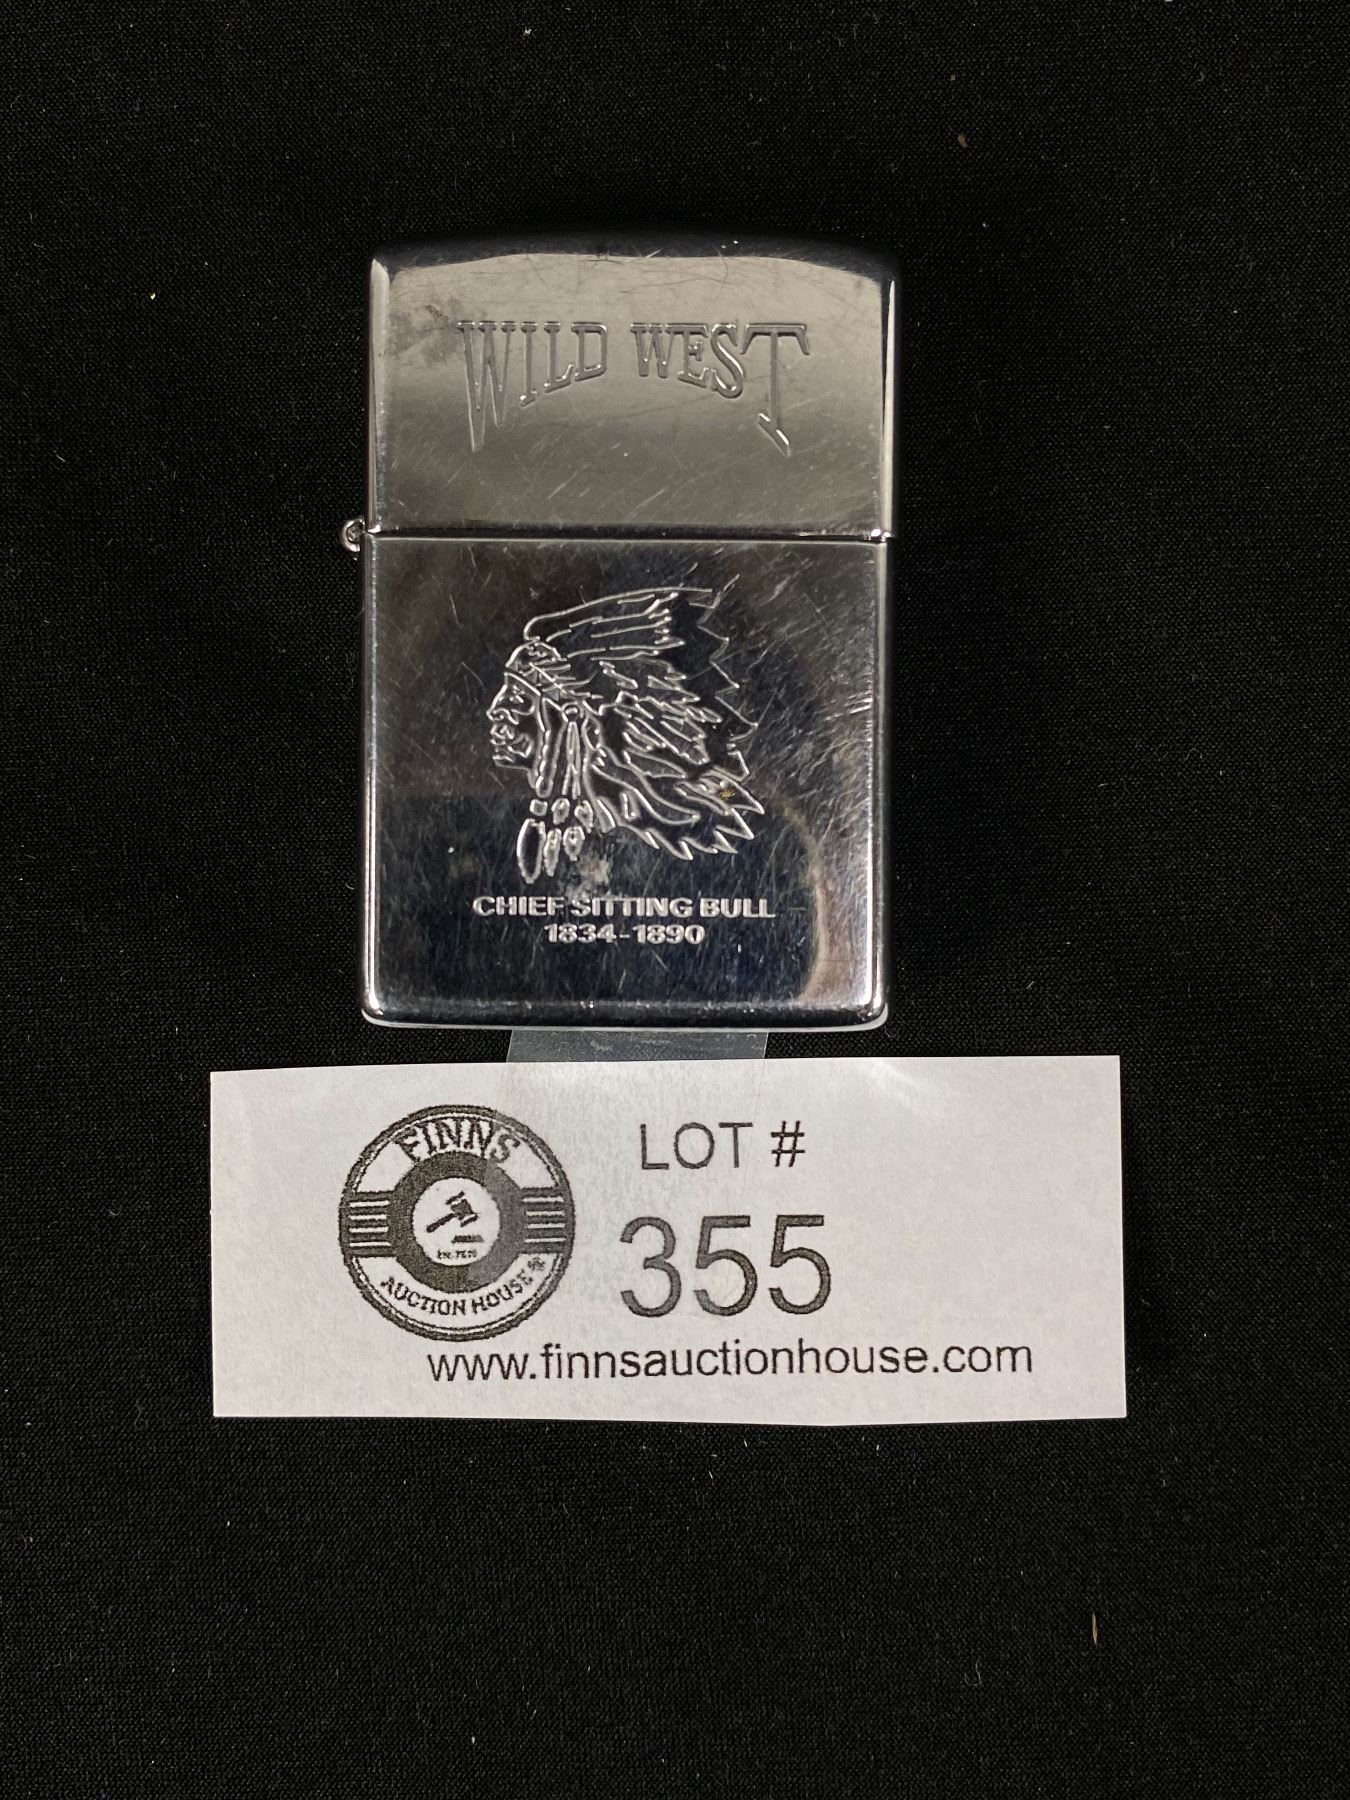 WILD WEST
CHIEF SITTING BULL
1834-1890
FINNS
AUCTION HOUSE
LOT #
355
www.finnsauctionhouse.com